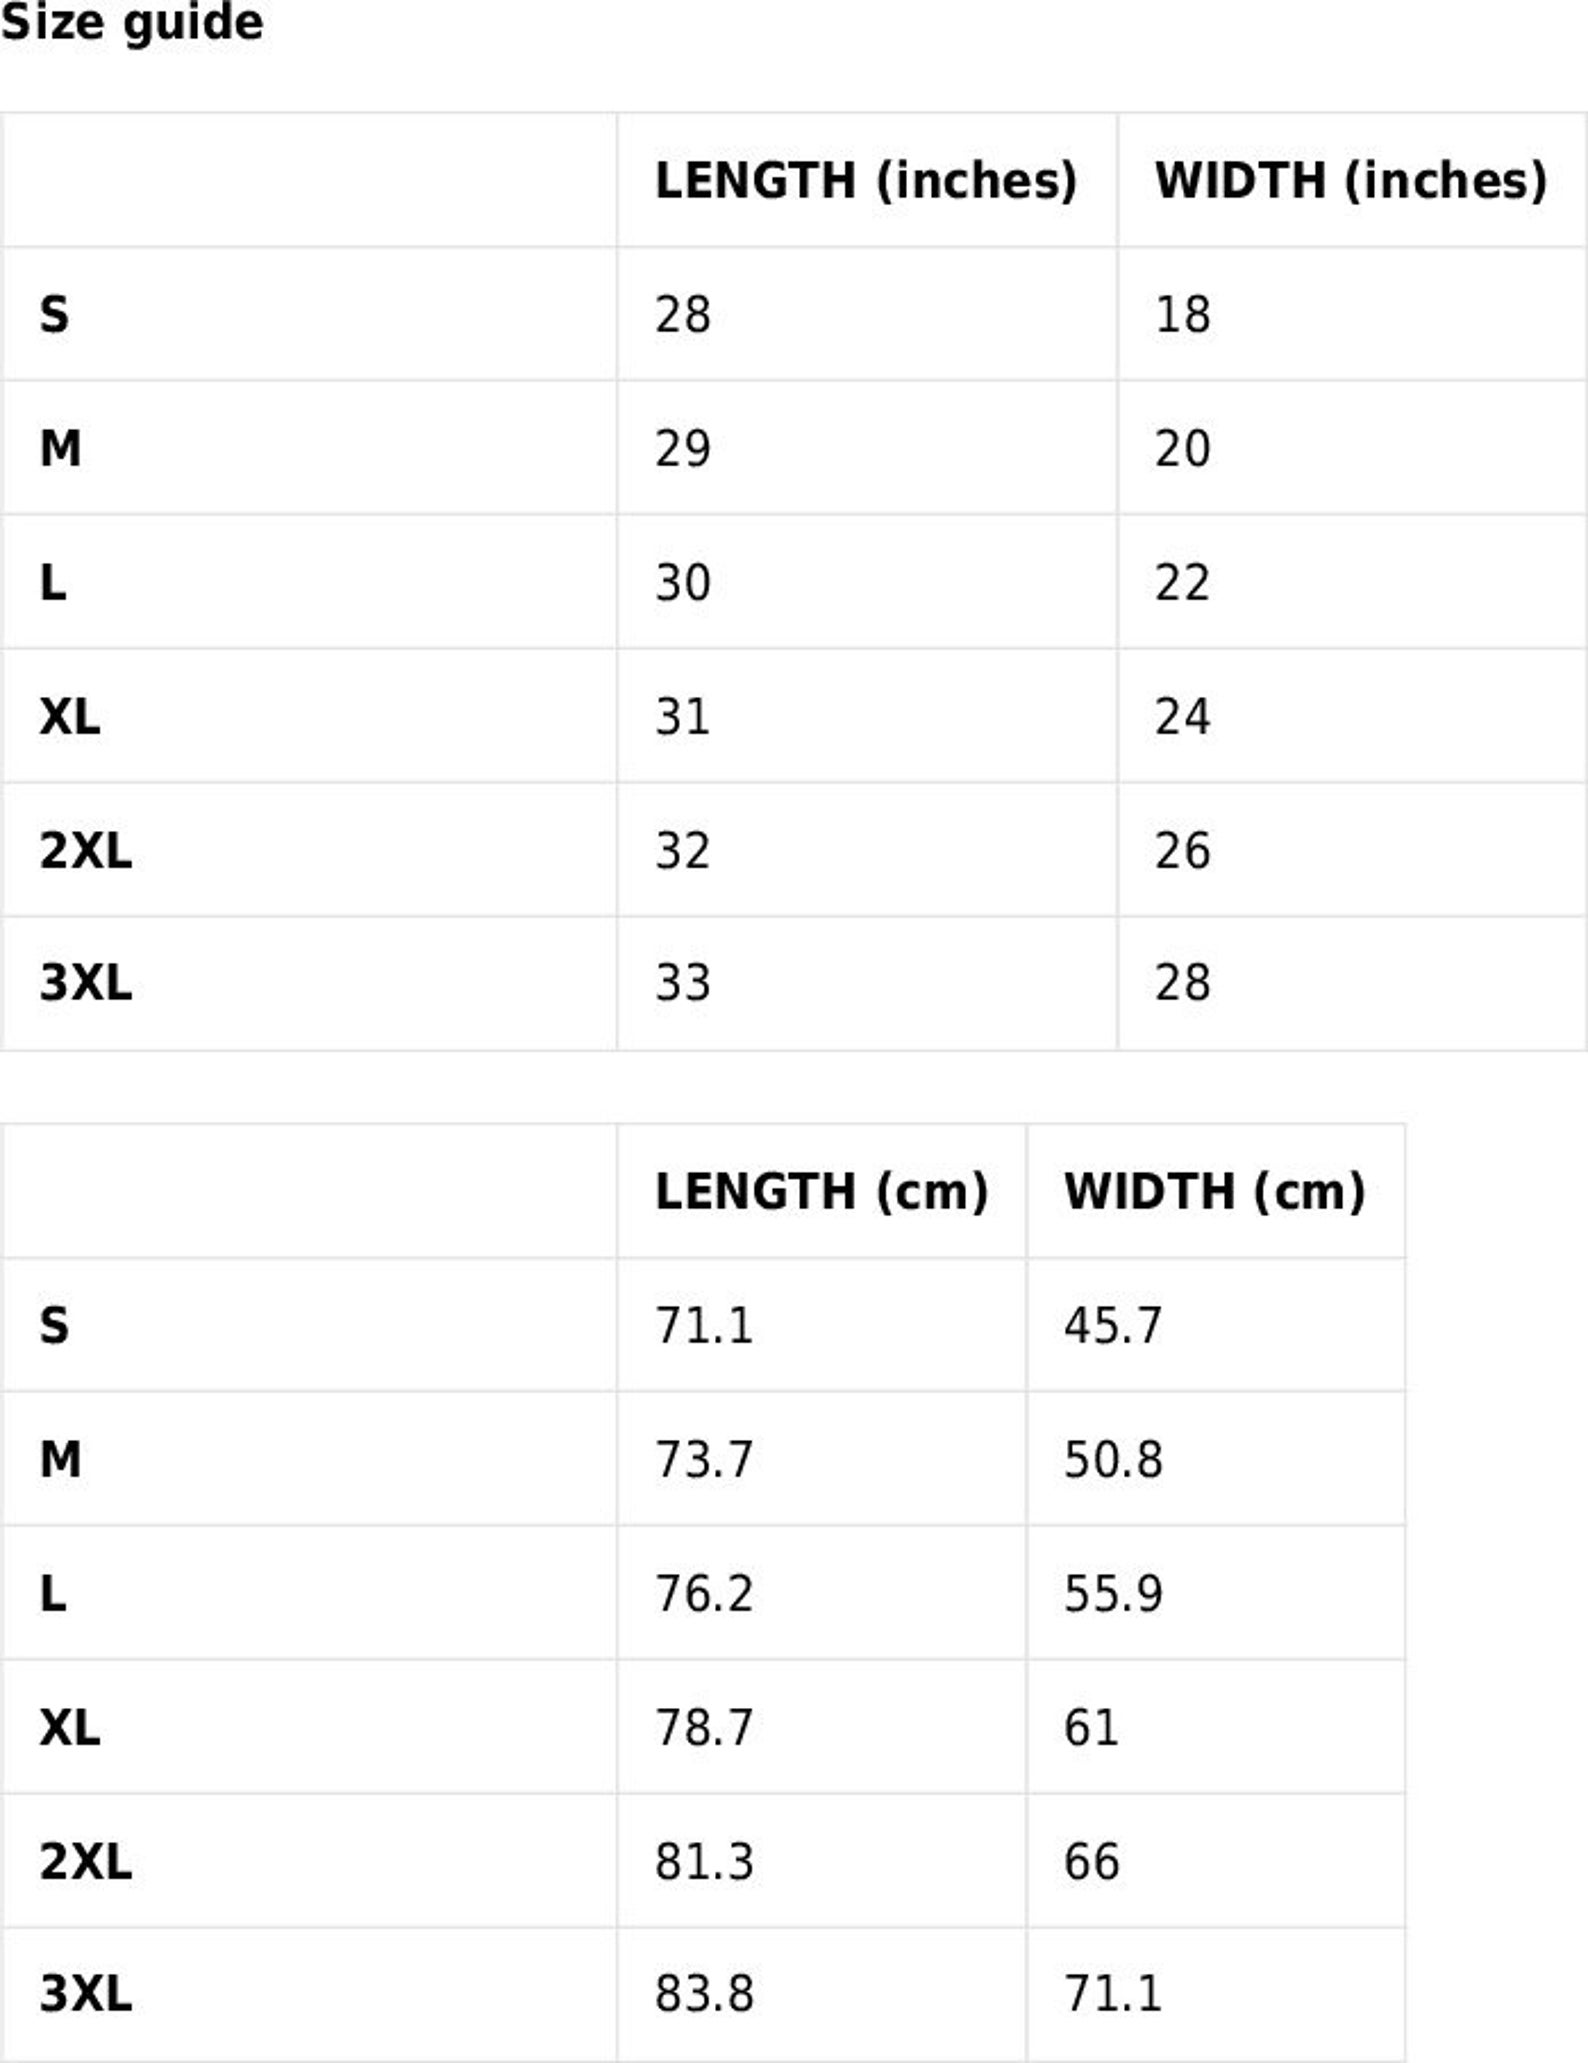 Size guide
LENGTH (inches) WIDTH (inches)
S 28 18
M 29 20
L 30 22
XL 31 24
2XL 32 26
3XL 33 28
LENGTH (cm) WIDTH (cm)
S 71.1 45.7
M 73.7 50.8
L 76.2 55.9
XL 78.7 61
2XL 81.3 66
3XL 83.8 71.1